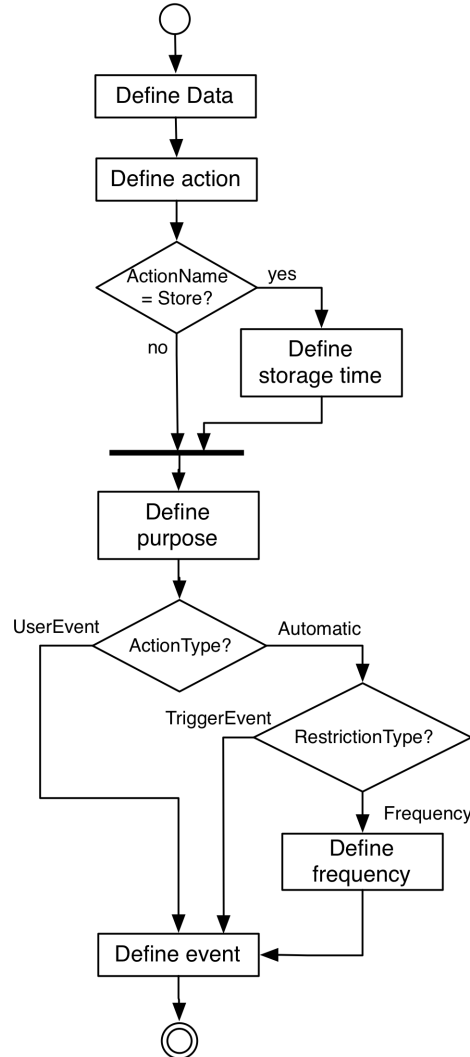 Define Data
Define action
ActionName
= Store?
yes
no
Define
storage time
Define
purpose
UserEvent
ActionType?
Automatic
TriggerEvent
RestrictionType?
Frequency
Define
frequency
Define event